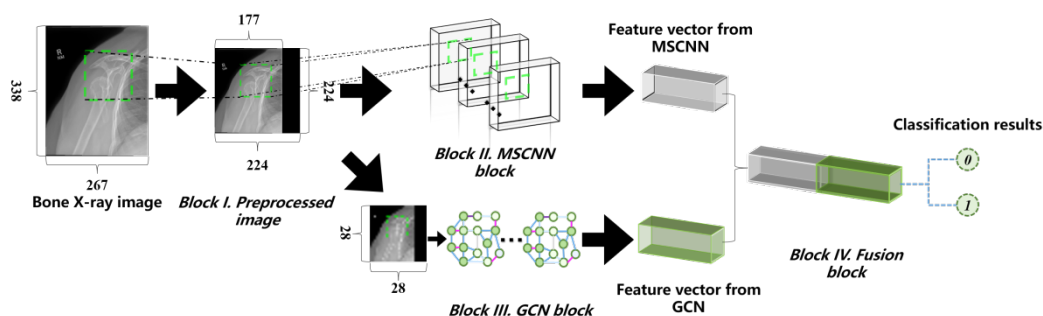 338
267
Bone X-ray image
177
224
224
Block I. Preprocessed
image
Block II. MSCNN
block
Feature vector from
MSCNN
28
28
Block III. GCN block
Feature vector from
GCN
Classification results
0
1
Block IV. Fusion
block